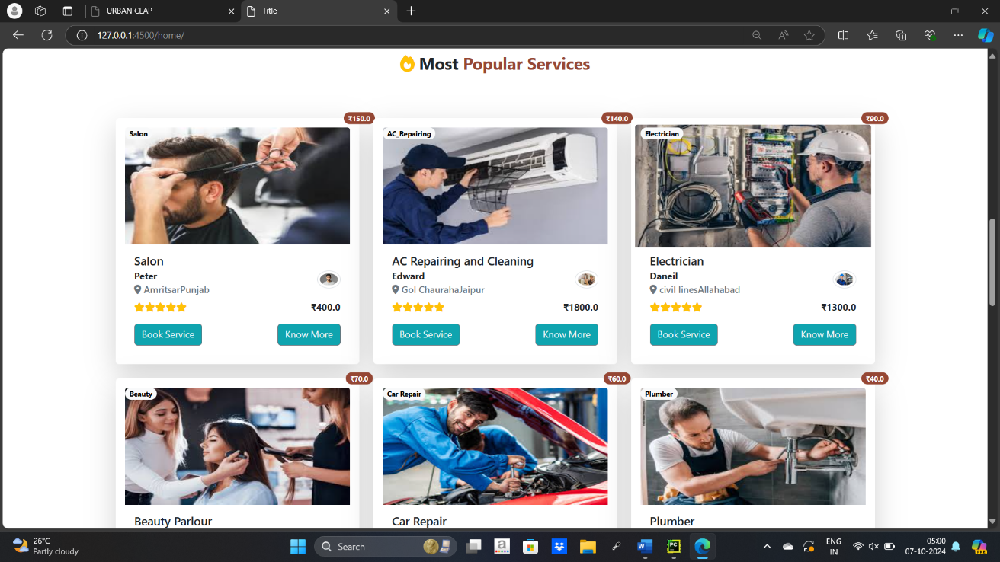 URBAN CLAP
Title
127.0.0.1:4500/home/
Most Popular Services
₹150.0
₹140.0
₹90.0
Salon
AC_Repairing
Electrician
Salon
AC Repairing and Cleaning
Electrician
Peter
Edward
Daneil
AmritsarPunjab
Gol ChaurahaJaipur
civil linesAllahabad
₹400.0
₹1800.0
₹1300.0
Book Service
Know More
Book Service
Know More
Book Service
Know More
₹70.0
₹60.0
₹40.0
Beauty
Car Repair
Plumber
Beauty Parlour
Car Repair
Plumber
26°C
Partly cloudy
Search
ENG
IN
05:00
07-10-2024